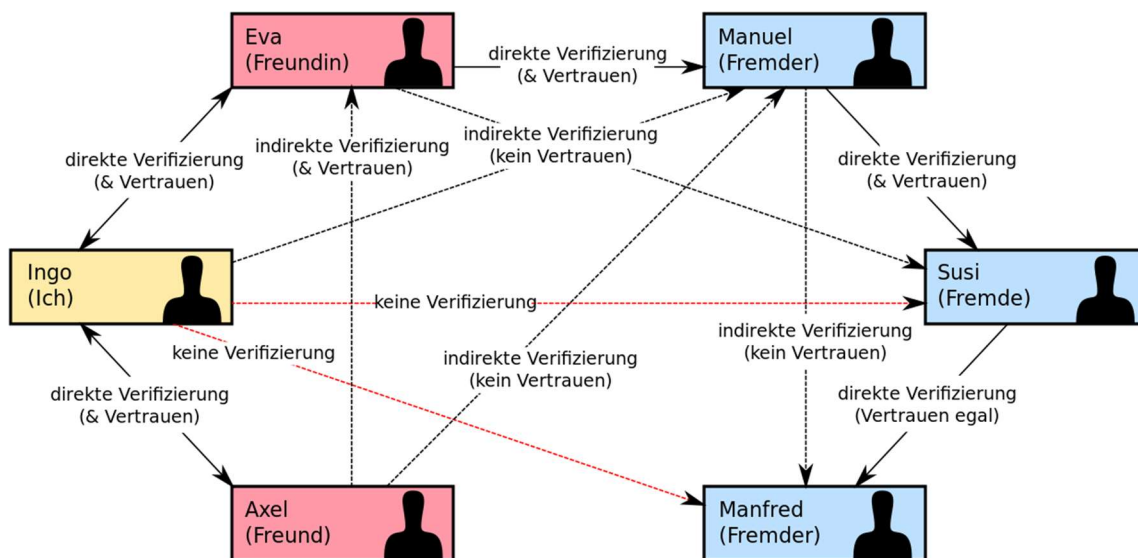 Eva
(Freundin)
Manuel
(Fremder)
direkte Verifizierung
(& Vertrauen)
indirekte Verifizierung
(& Vertrauen)
indirekte Verifizierung
(kein Vertrauen)
direkte Verifizierung
(& Vertrauen)
direkte Verifizierung
(& Vertrauen)
Ingo
(Ich)
Susi
(Fremde)
keine Verifizierung
keine Verifizierung
indirekte Verifizierung
(kein Vertrauen)
indirekte Verifizierung
(kein Vertrauen)
direkte Verifizierung
(& Vertrauen)
direkte Verifizierung
(Vertrauen egal)
Axel
(Freund)
Manfred
(Fremder)